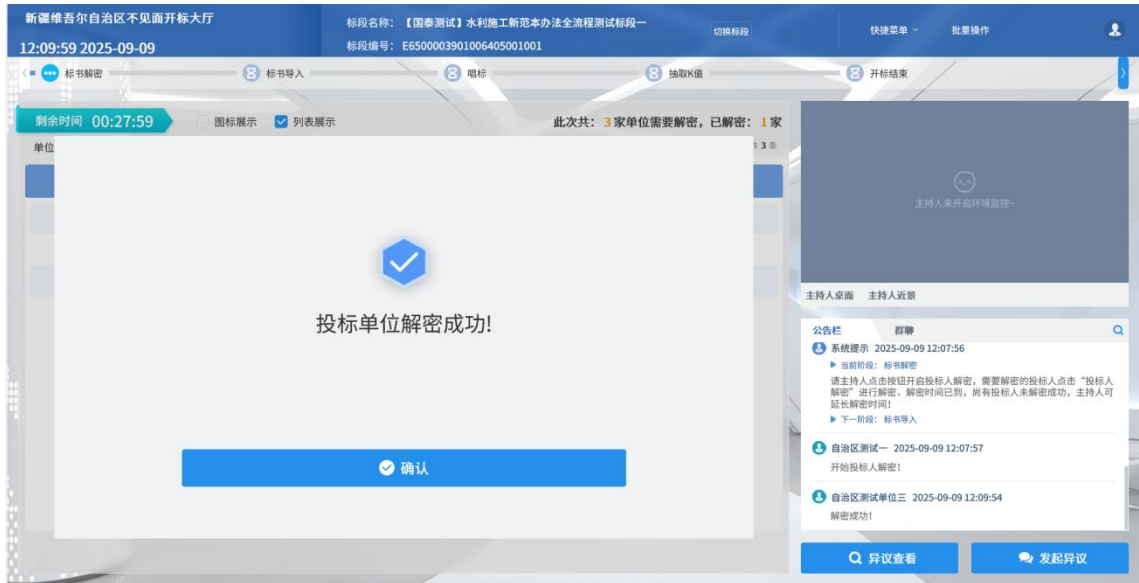 新疆维吾尔自治区不见面开标大厅
12:09:59 2025-09-09
标段名称：【国泰测试】水利施工新范本办法全流程测试标段一
标段编号：E6500003901006405001001
切换标段
快捷菜单
批量操作
标书解密
标书导入
唱标
抽取K值
开标结束
剩余时间 00:27:59
图标展示
列表展示
此次共：3家单位需要解密，已解密：1家
单位
3 条
投标单位解密成功!
确认
主持人未开启环境监控~
主持人桌面 主持人近景
公告栏 群聊
系统提示 2025-09-09 12:07:56
当前阶段：标书解密
请主持人点击按钮开启投标人解密，需要解密的投标人点击“投标人
解密”进行解密。解密时间已到，尚有投标人未解密成功，主持人可
延长解密时间！
下一阶段：标书导入
自治区测试一 2025-09-09 12:07:57
开始投标人解密！
自治区测试单位三 2025-09-09 12:09:54
解密成功！
异议查看
发起异议